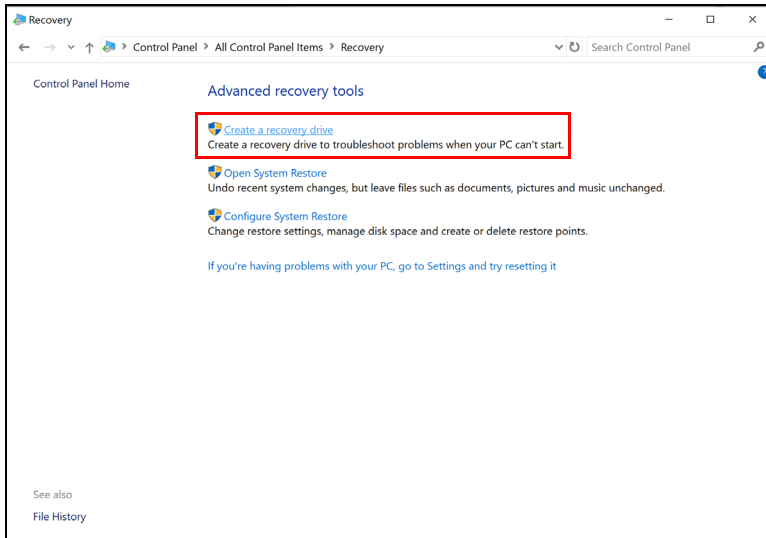 Recovery
Control Panel > All Control Panel Items > Recovery
Search Control Panel
Control Panel Home
Advanced recovery tools
Create a recovery drive
Create a recovery drive to troubleshoot problems when your PC can't start.
Open System Restore
Undo recent system changes, but leave files such as documents, pictures and music unchanged.
Configure System Restore
Change restore settings, manage disk space and create or delete restore points.
If you're having problems with your PC, go to Settings and try resetting it
See also
File History